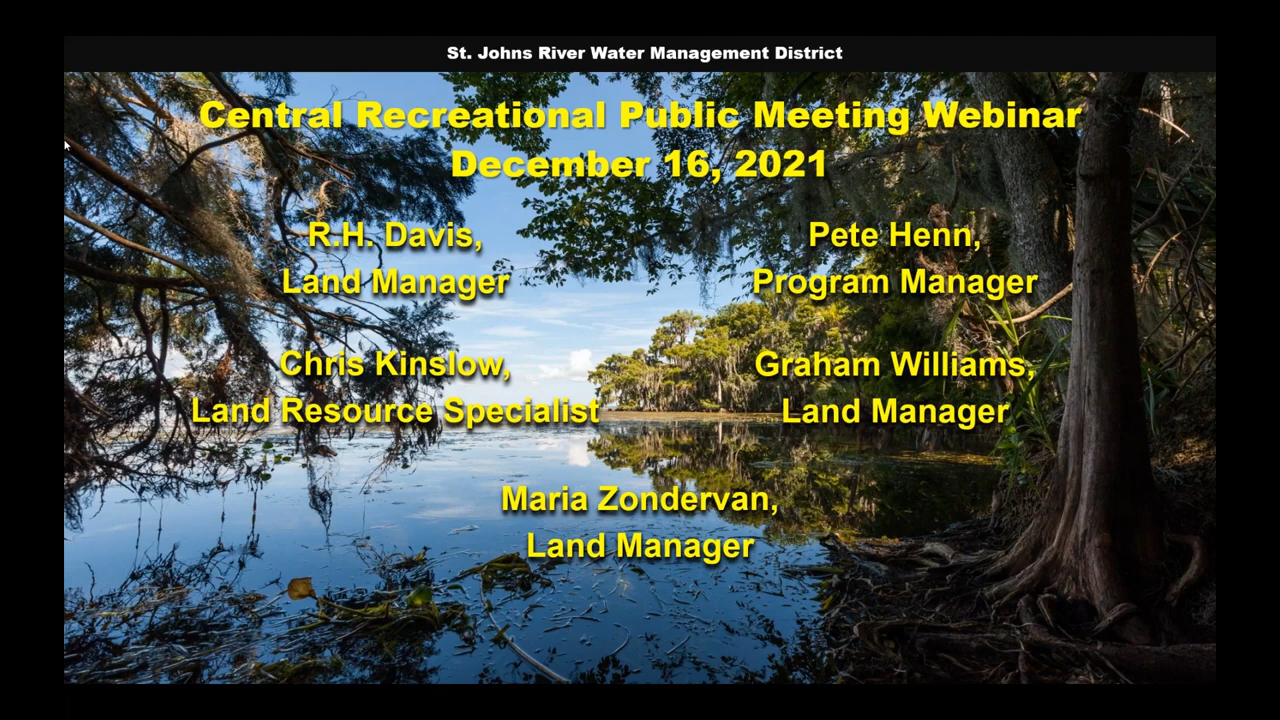 St. Johns River Water Management District
Central Recreational Public Meeting Webinar
December 16, 2021
R.H. Davis,
Land Manager
Pete Henn,
Program Manager
Chris Kinslow,
Land Resource Specialist
Graham Williams,
Land Manager
Maria Zondervan,
Land Manager